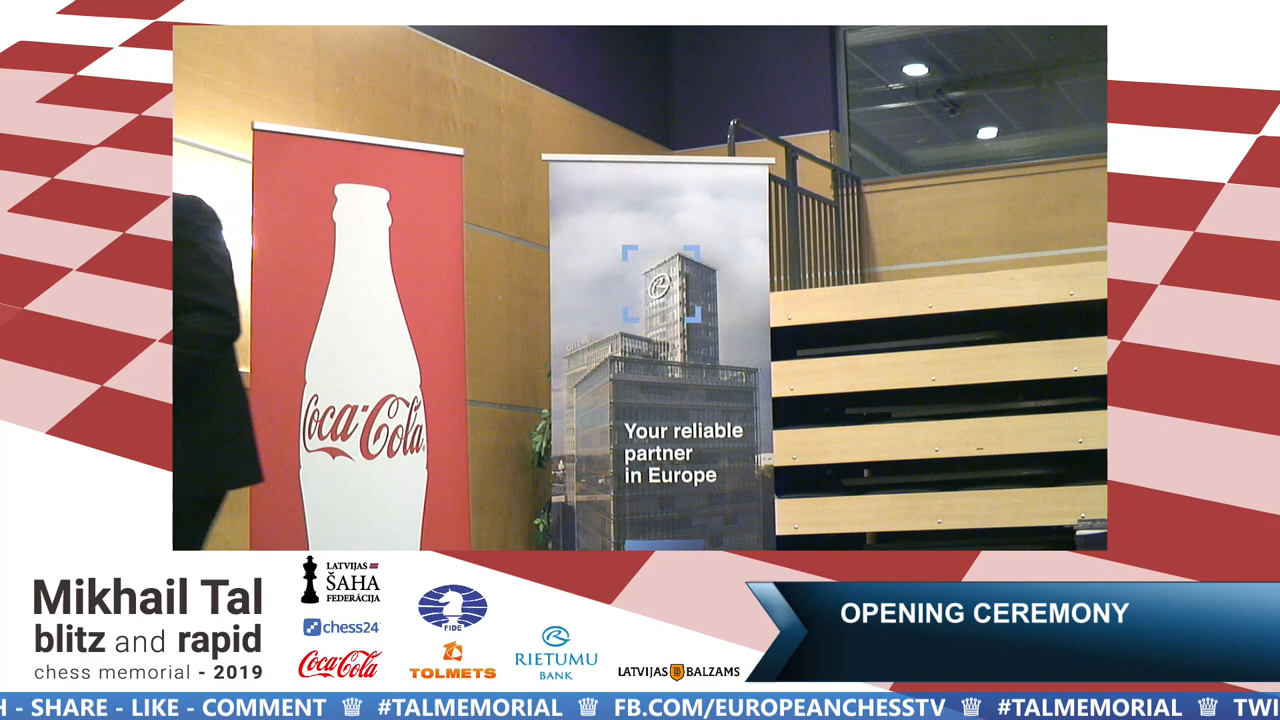 Coca-Cola
Your reliable
partner
in Europe
Mikhail Tal
blitz and rapid
chess memorial - 2019
LATVIJAS
ŠAHA
FEDERĀCIJA
chess24
Coca-Cola
FIDE
TOLMETS
RIETUMU
BANK
LATVIJAS BALZAMS
OPENING CEREMONY
H - SHARE - LIKE - COMMENT #TALMEMORIAL FB.COM/EUROPEANCHESSTV #TALMEMORIAL TWI